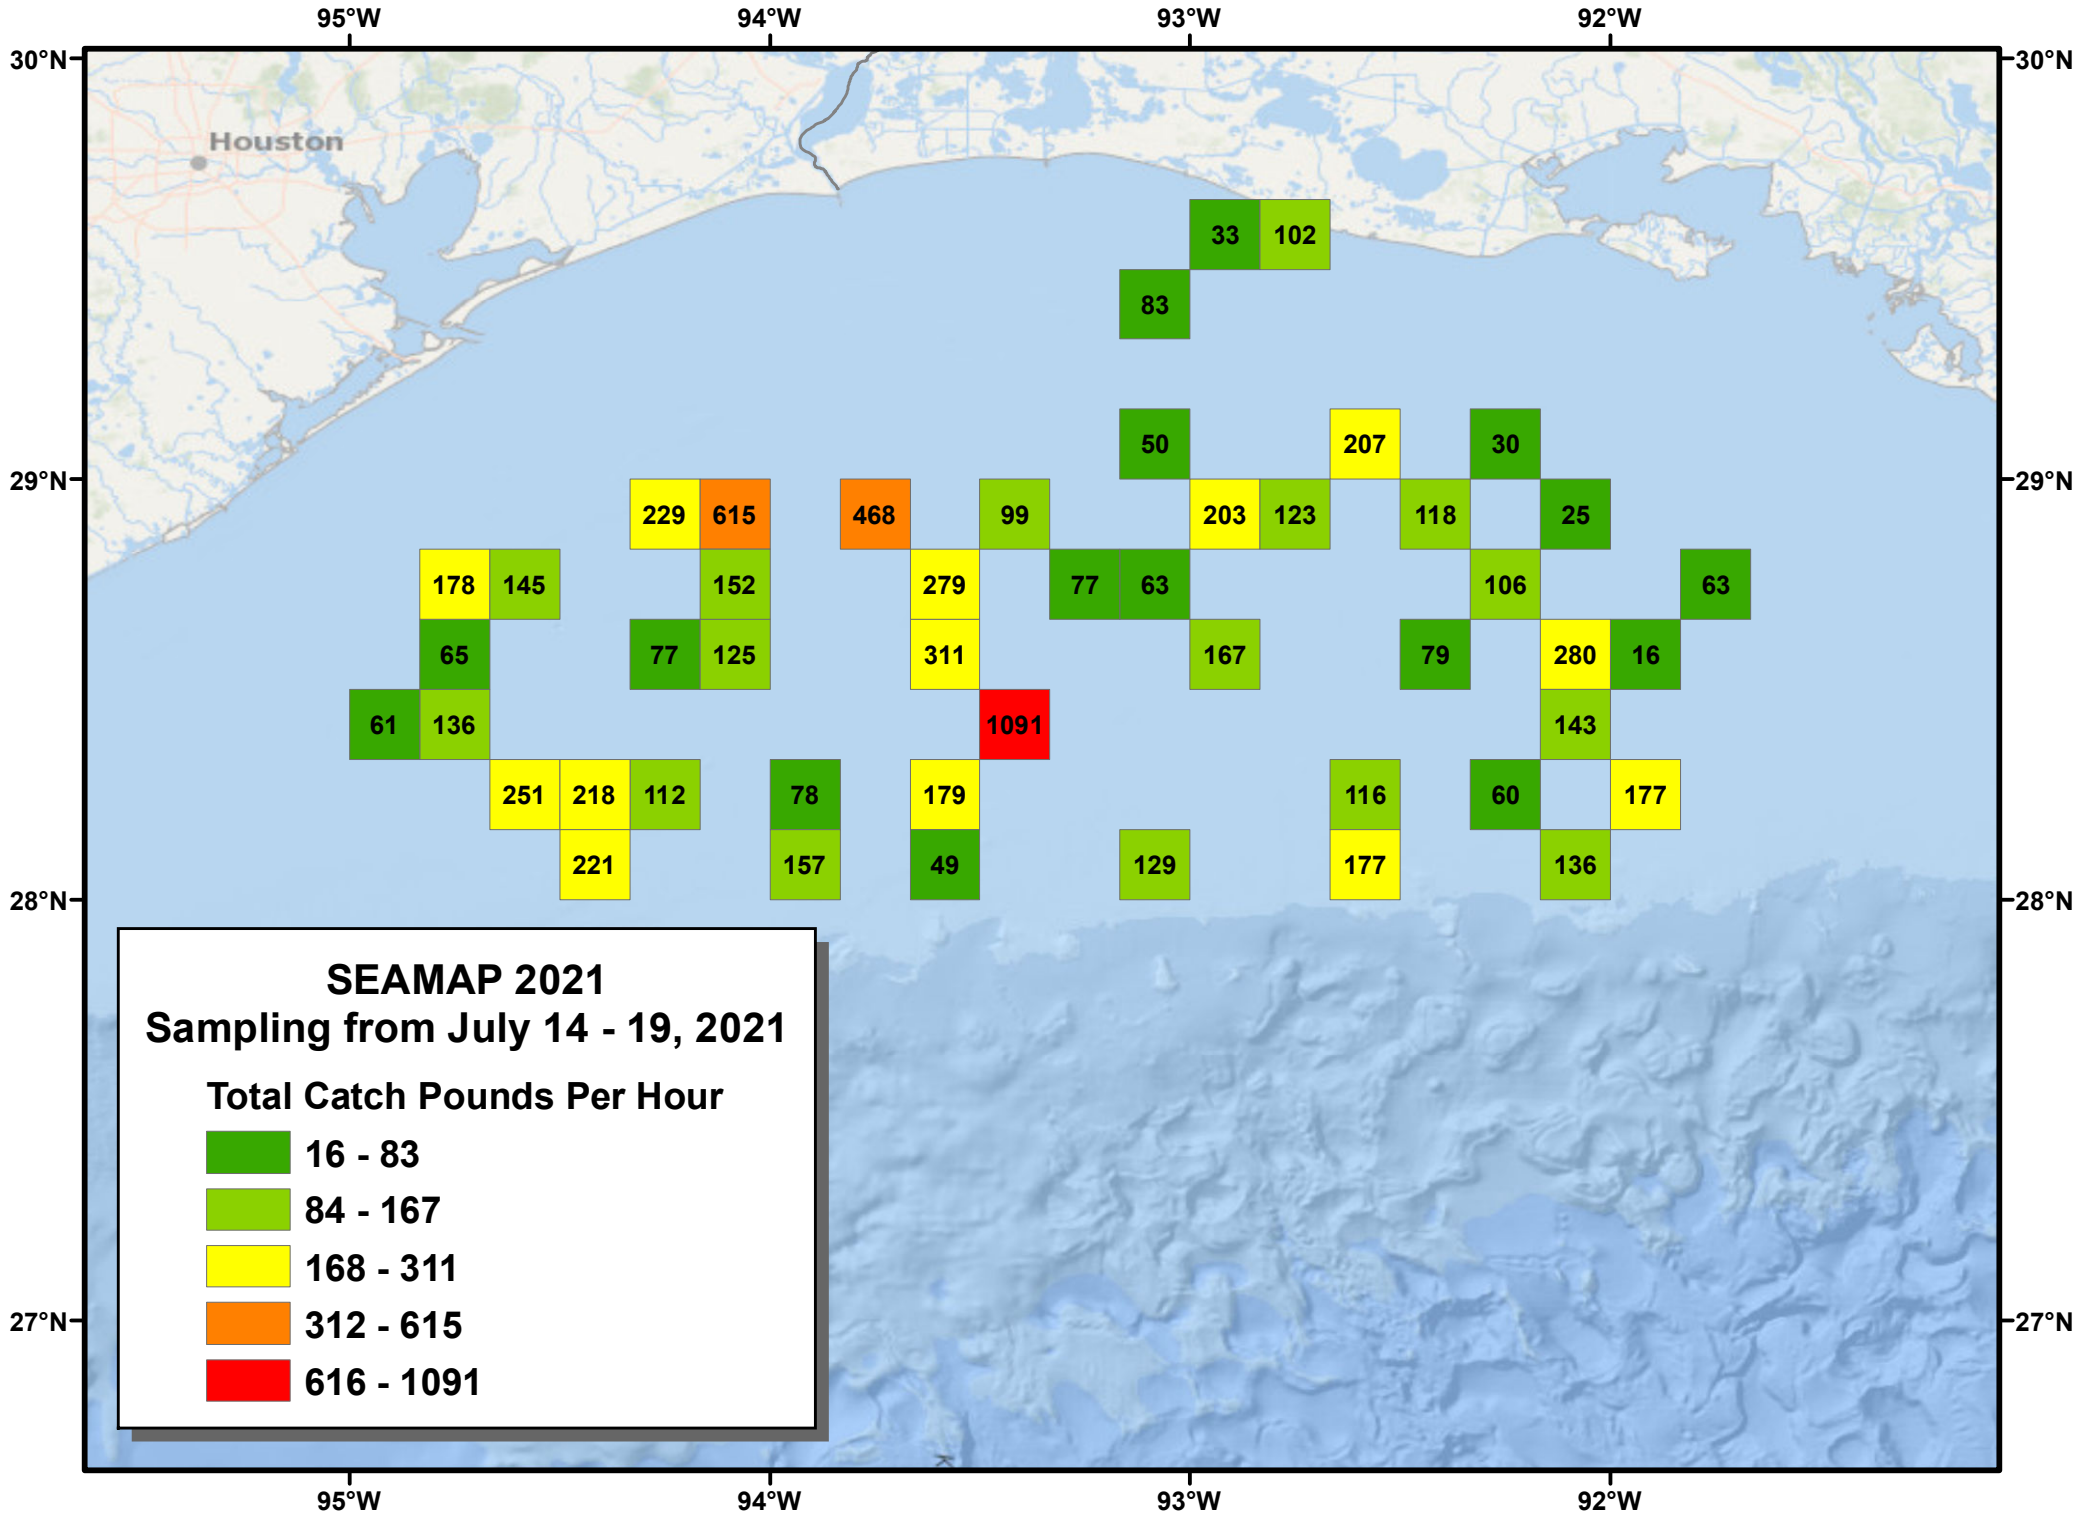 95°W 94°W 93°W 92°W
30°N 30°N
Houston
33 102
83
50 207 30
29°N 29°N
229 615 468 99 203 123 118 25
178 145 152 279 77 63 106 63
65 77 125 311 167 79 280 16
61 136 1091 143
251 218 112 78 179 116 60 177
221 157 49 129 177 136
28°N 28°N
SEAMAP 2021
Sampling from July 14 - 19, 2021
Total Catch Pounds Per Hour
16 - 83
84 - 167
168 - 311
27°N 27°N
312 - 615
616 - 1091
K
95°W 94°W 93°W 92°W